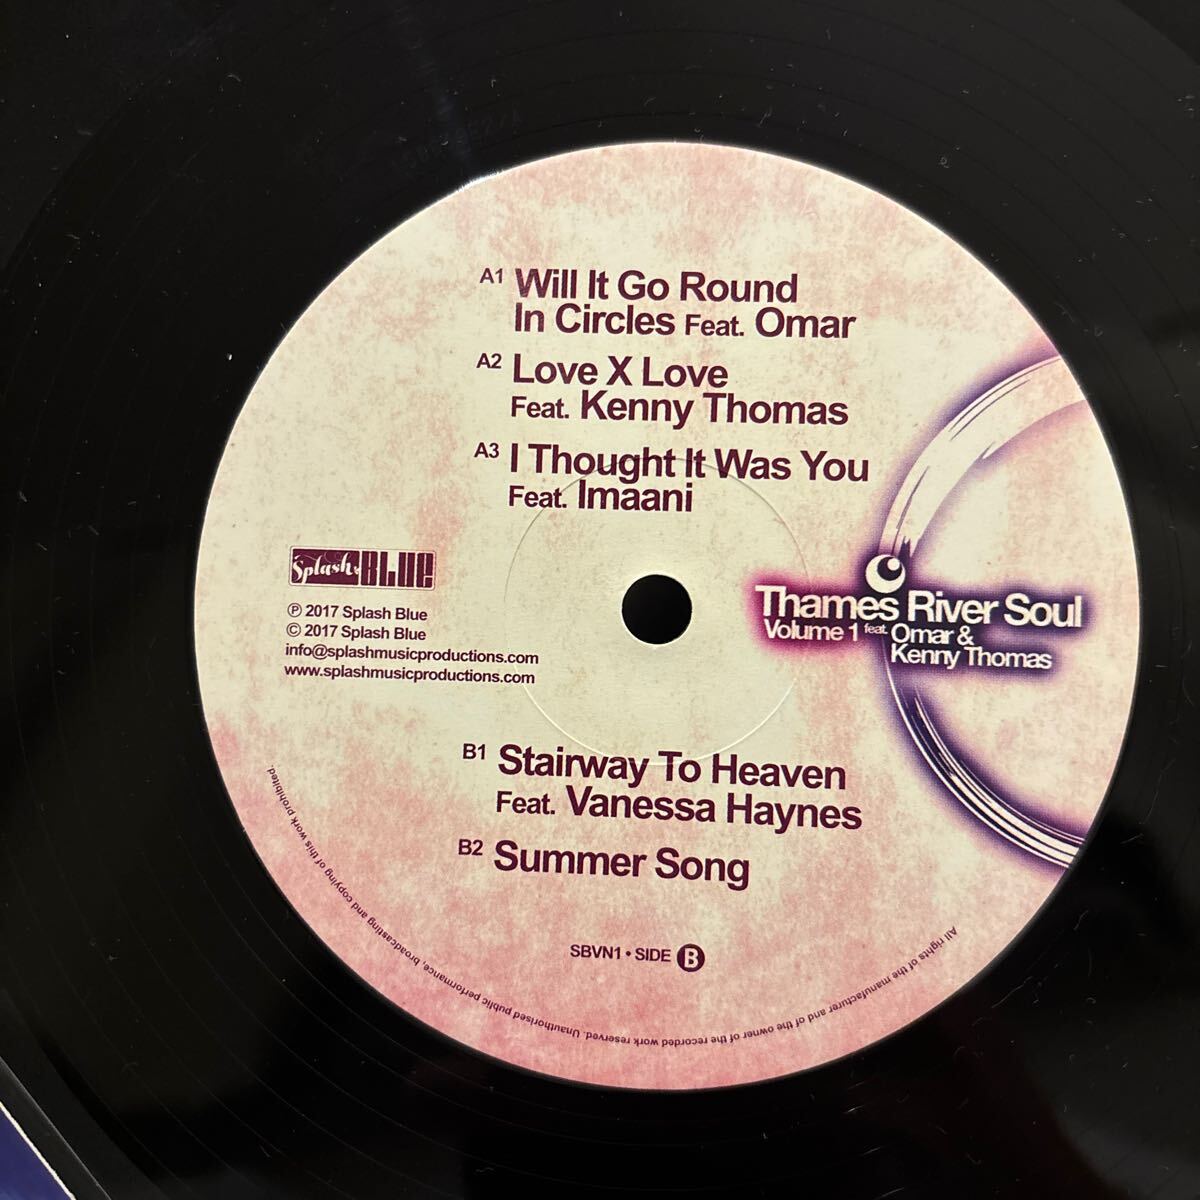 A1 Will It Go Round
In Circles Feat. Omar
A2 Love X Love
Feat. Kenny Thomas
A3 I Thought It Was You
Feat. Imaani
Splash BLUE
℗ 2017 Splash Blue
© 2017 Splash Blue
info@splashmusicproductions.com
www.splashmusicproductions.com
Thames River Soul
Volume 1 feat. Omar &
Kenny Thomas
B1 Stairway To Heaven
Feat. Vanessa Haynes
B2 Summer Song
SBVN1 • SIDE B
All rights of the manufacturer and of the owner of the recorded work reserved. Unauthorised public performance, broadcasting and copying of this work prohibited.